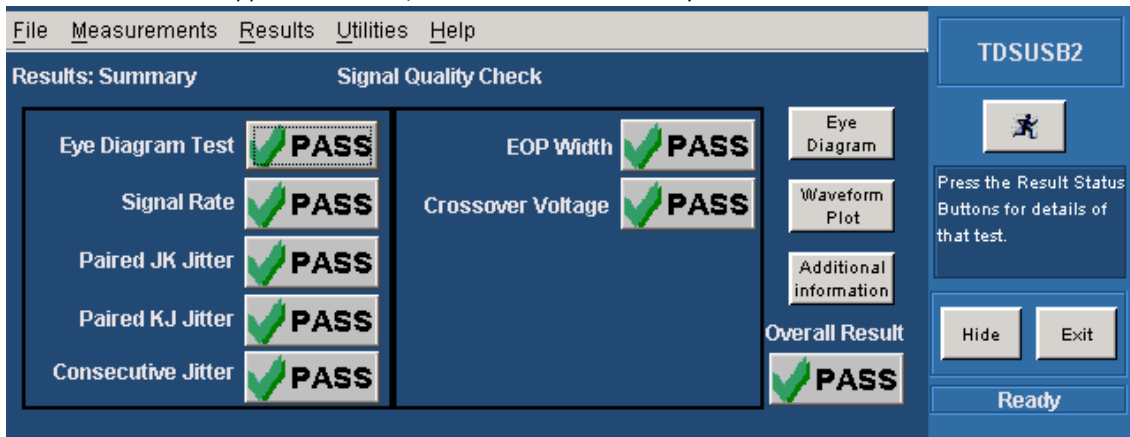 File Measurements Results Utilities Help
TDSUSB2
Results: Summary Signal Quality Check
Eye Diagram Test PASS
Signal Rate PASS
Paired JK Jitter PASS
Paired KJ Jitter PASS
Consecutive Jitter PASS
EOP Width PASS
Crossover Voltage PASS
Eye
Diagram
Waveform
Plot
Additional
information
Overall Result
PASS
Press the Result Status
Buttons for details of
that test.
Hide Exit
Ready